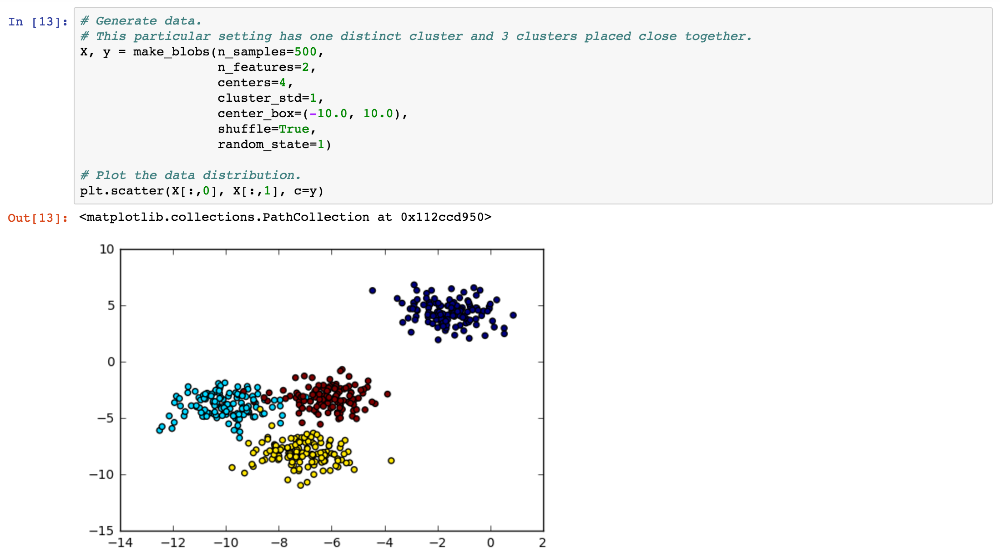 In [13]:
# Generate data.
# This particular setting has one distinct cluster and 3 clusters placed close together.
X, y = make_blobs(n_samples=500,
                  n_features=2,
                  centers=4,
                  cluster_std=1,
                  center_box=(-10.0, 10.0),
                  shuffle=True,
                  random_state=1)

# Plot the data distribution.
plt.scatter(X[:,0], X[:,1], c=y)
Out[13]: <matplotlib.collections.PathCollection at 0x112ccd950>
10
5
0
−5
−10
−15
−14 −12 −10 −8 −6 −4 −2 0 2